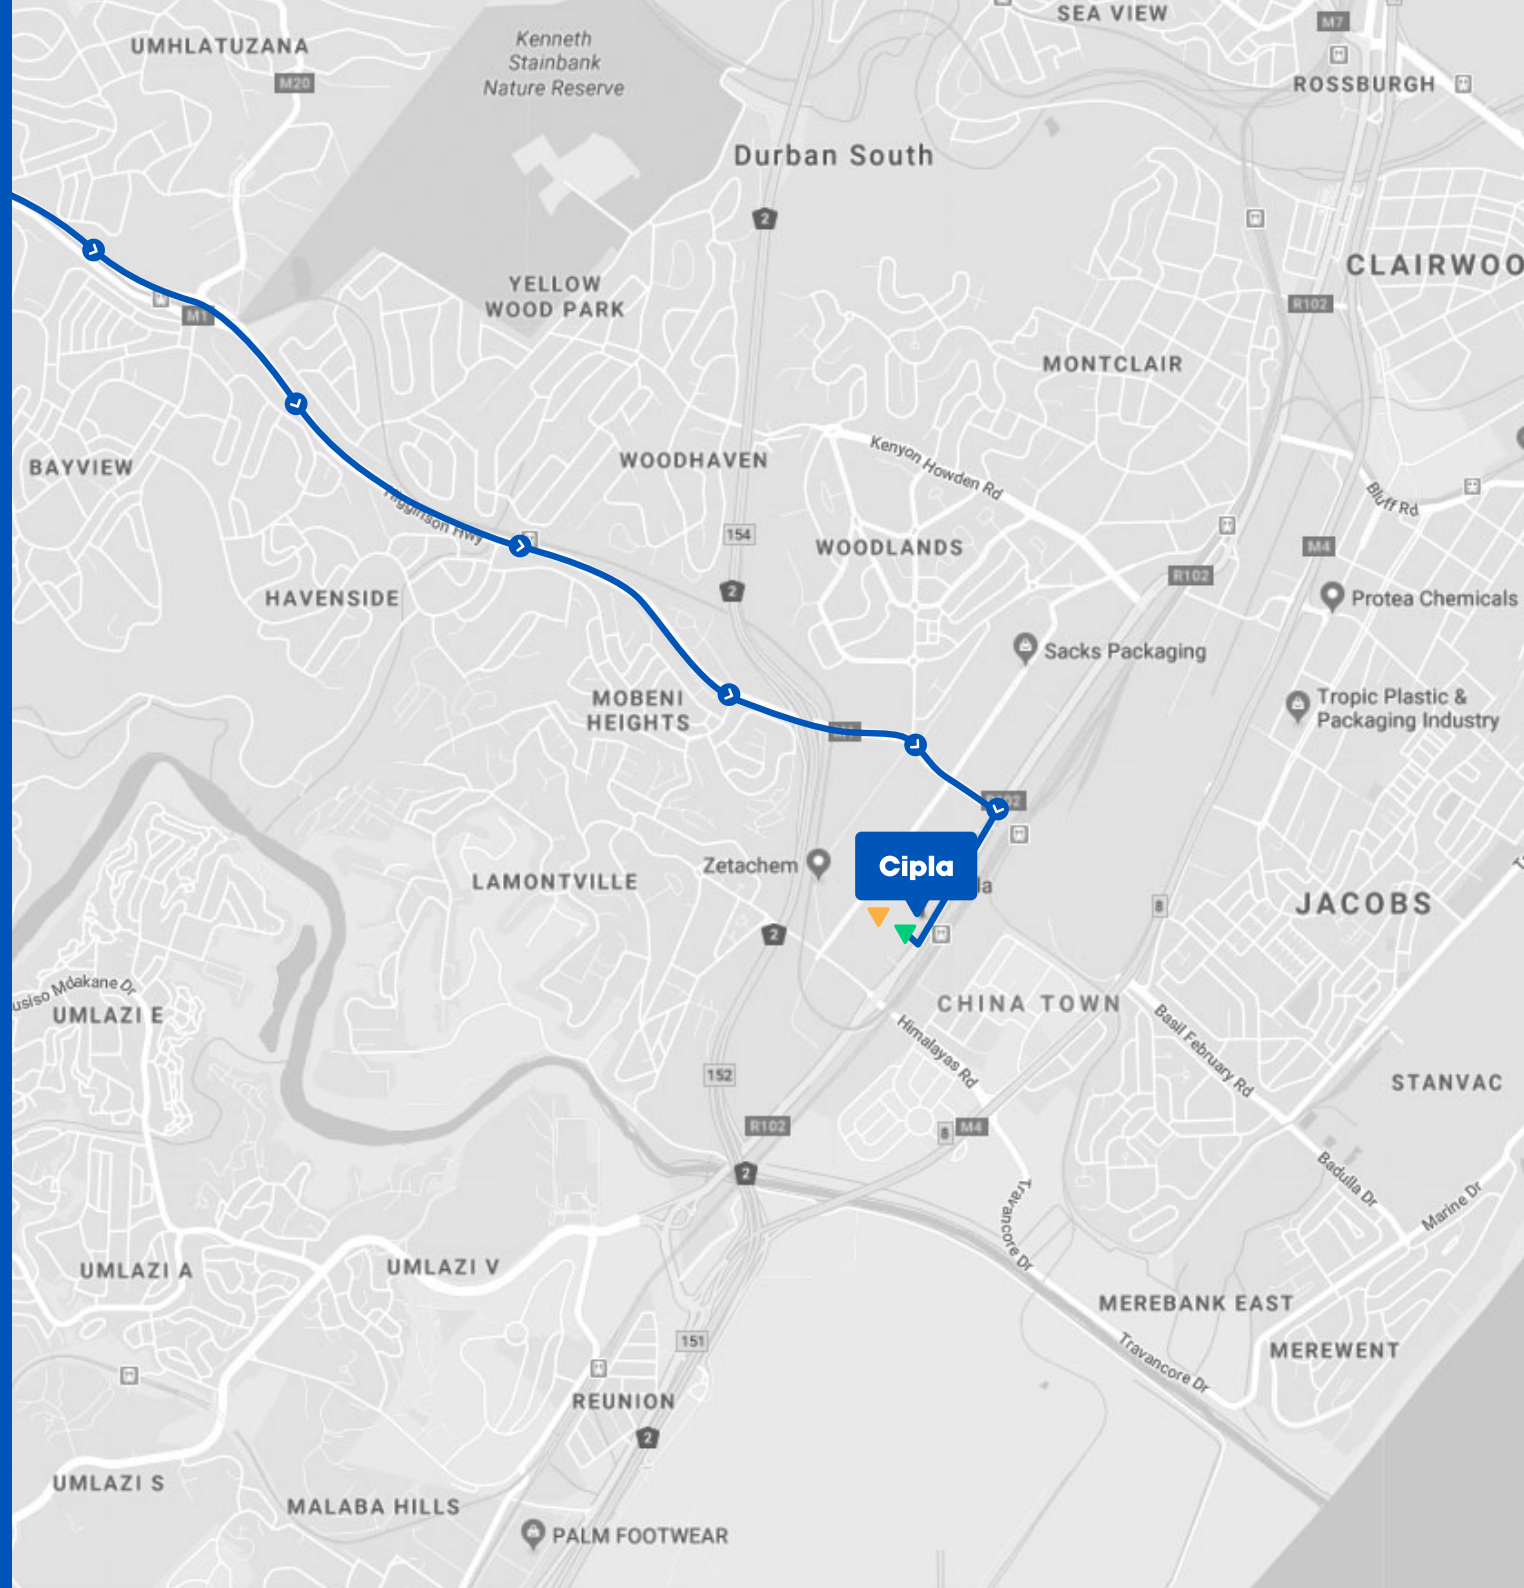 SEA VIEW
M7
UMHLATUZANA
M20
Kenneth
Stainbank
Nature Reserve
ROSSBURGH
Durban South
2
CLAIRWOO
YELLOW
WOOD PARK
R102
M1
MONTCLAIR
BAYVIEW
WOODHAVEN
Kenyon Howden Rd
Bluff Rd
Higginson Hwy
154
WOODLANDS
M4
R102
2
HAVENSIDE
Protea Chemicals
Sacks Packaging
MOBENI
HEIGHTS
Tropic Plastic &
Packaging Industry
Zetachem
Cipla
la
LAMONTVILLE
8
JACOBS
2
usiso Mdakane Dr
UMLAZI E
CHINA TOWN
Himalayas Rd
Basil February Rd
152
STANVAC
R102
8
M4
2
Badulla Dr
Marine Dr
Travancore Dr
UMLAZI A
UMLAZI V
MEREBANK EAST
151
MEREWENT
Travancore Dr
REUNION
2
UMLAZI S
MALABA HILLS
PALM FOOTWEAR